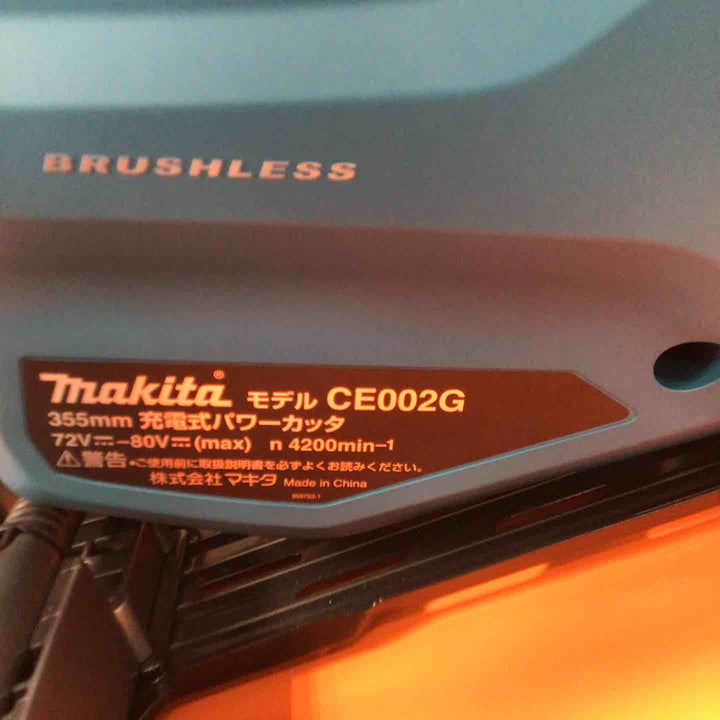 BRUSHLESS
makita® モデル CE002G
355mm 充電式パワーカッタ
72V⎓–80V⎓(max) n 4200min-1
⚠警告・ご使用前に取扱説明書を必ずよくお読みください。
株式会社マキタ Made in China